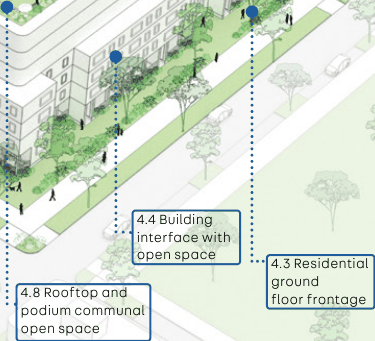 4.4 Building
interface with
open space
4.3 Residential
ground
floor frontage
4.8 Rooftop and
podium communal
open space